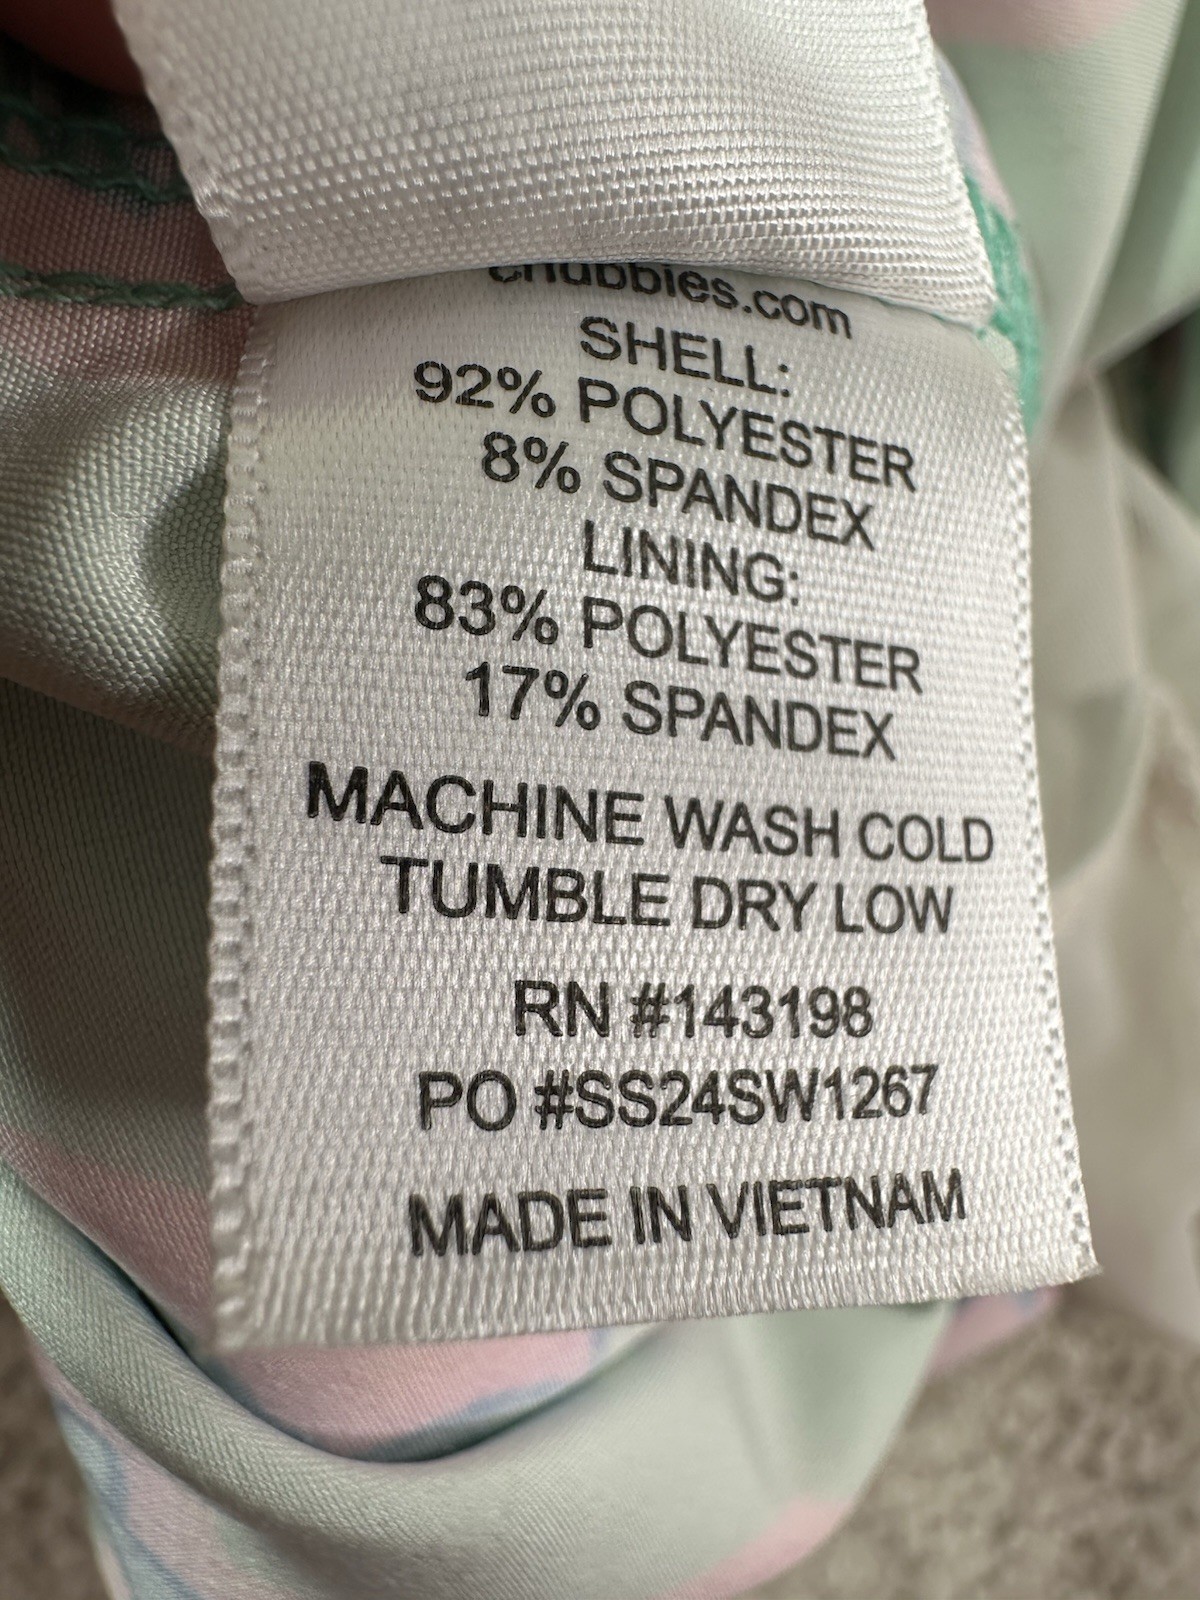 chubbies.com
SHELL:
92% POLYESTER
8% SPANDEX
LINING:
83% POLYESTER
17% SPANDEX
MACHINE WASH COLD
TUMBLE DRY LOW
RN #143198
PO #SS24SW1267
MADE IN VIETNAM